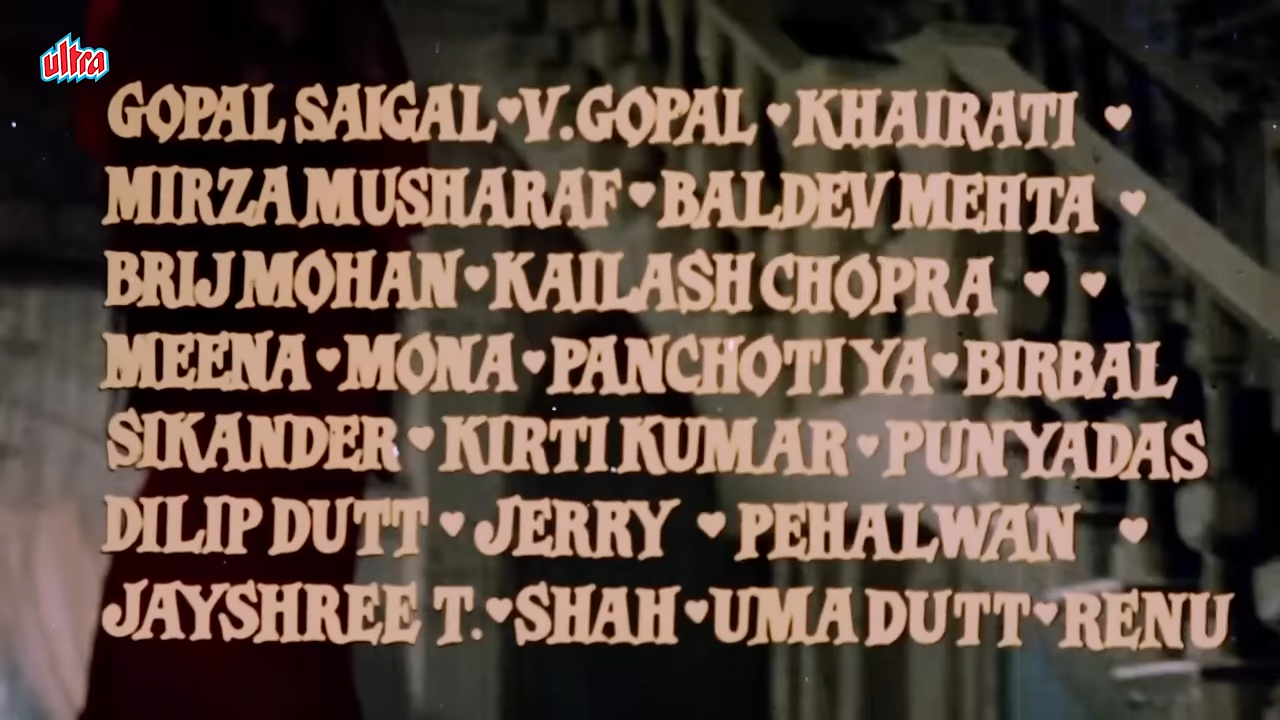 ultra
GOPAL SAIGAL ♥ V. GOPAL ♥ KHAIRATI ♥
MIRZA MUSHARAF ♥ BALDEV MEHTA ♥
BRIJ MOHAN ♥ KAILASH CHOPRA ♥ ♥
MEENA ♥ MONA ♥ PANCHOTIYA ♥ BIRBAL
SIKANDER ♥ KIRTI KUMAR ♥ PUNYADAS
DILIP DUTT ♥ JERRY ♥ PEHALWAN ♥
JAYSHREE T. ♥ SHAH ♥ UMA DUTT ♥ RENU